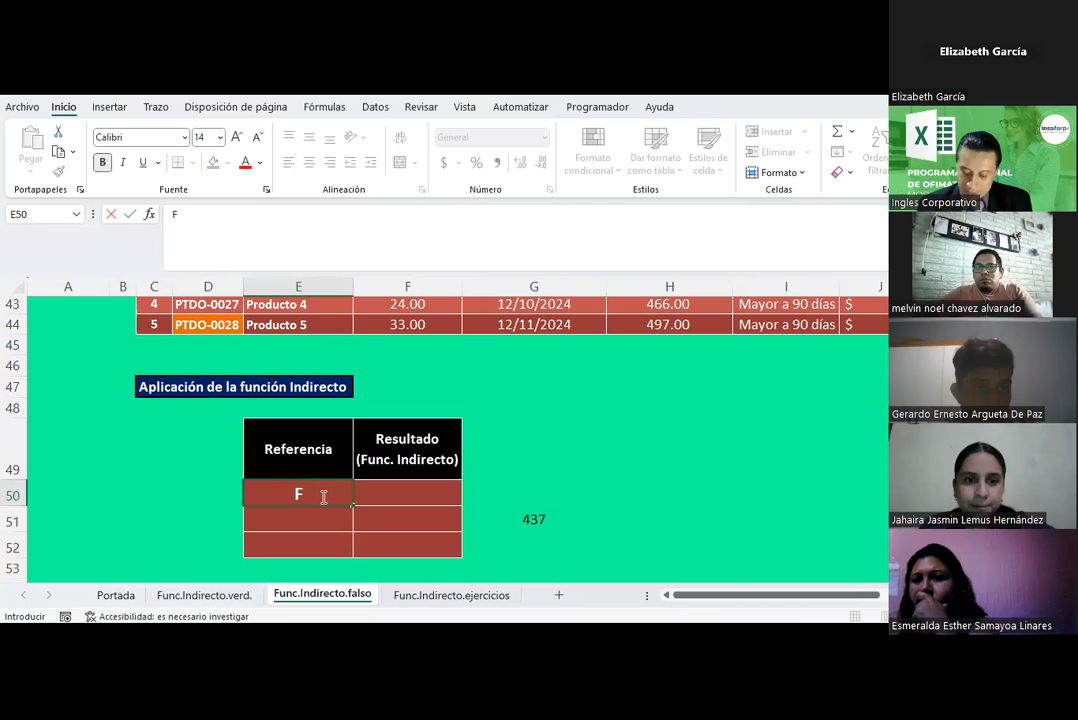 Archivo Inicio Insertar Trazo Disposición de página Fórmulas Datos Revisar Vista Automatizar Programador Ayuda
Pegar
Calibri 14
N K S
General
$ % ,
Formato condicional
Dar formato como tabla
Estilos de celda
Insertar
Eliminar
Formato
Portapapeles Fuente Alineación Número Estilos Celdas
E50 fx F
A B C D E F G H I J
43 4 PTDO-0027 Producto 4 24.00 12/10/2024 466.00 Mayor a 90 días $
44 5 PTDO-0028 Producto 5 33.00 12/11/2024 497.00 Mayor a 90 días $
45
46
47 Aplicación de la función Indirecto
48
49 Referencia Resultado (Func. Indirecto)
50 F
51 437
52
53
Portada Func.Indirecto.verd. Func.Indirecto.falso Func.Indirecto.ejercicios
Introducir Accesibilidad: es necesario investigar
Elizabeth García
Elizabeth García
insaforp
Ingles Corporativo
melvin noel chavez alvarado
Gerardo Ernesto Argueta De Paz
Jahaira Jasmin Lemus Hernández
Esmeralda Esther Samayoa Linares